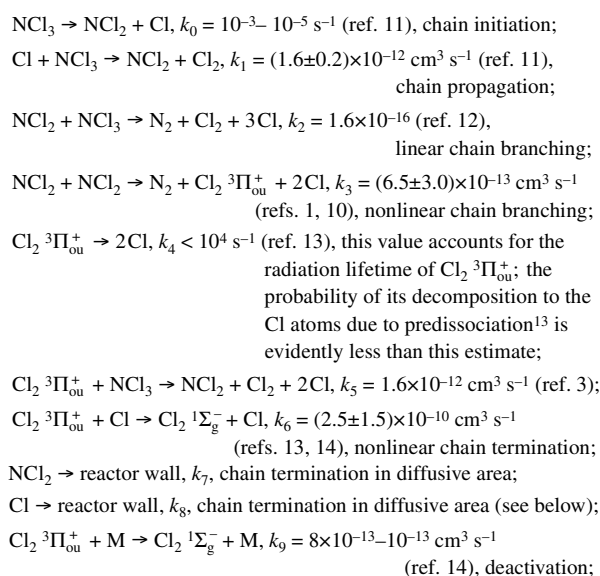 NCl₃ → NCl₂ + Cl, k₀ = 10⁻³– 10⁻⁵ s⁻¹ (ref. 11), chain initiation;
Cl + NCl₃ → NCl₂ + Cl₂, k₁ = (1.6±0.2)×10⁻¹² cm³ s⁻¹ (ref. 11),
chain propagation;
NCl₂ + NCl₃ → N₂ + Cl₂ + 3Cl, k₂ = 1.6×10⁻¹⁶ (ref. 12),
linear chain branching;
NCl₂ + NCl₂ → N₂ + Cl₂ ³Π⁺ₒᵤ + 2Cl, k₃ = (6.5±3.0)×10⁻¹³ cm³ s⁻¹
(refs. 1, 10), nonlinear chain branching;
Cl₂ ³Π⁺ₒᵤ → 2Cl, k₄ < 10⁴ s⁻¹ (ref. 13), this value accounts for the
radiation lifetime of Cl₂ ³Π⁺ₒᵤ; the
probability of its decomposition to the
Cl atoms due to predissociation¹³ is
evidently less than this estimate;
Cl₂ ³Π⁺ₒᵤ + NCl₃ → NCl₂ + Cl₂ + 2Cl, k₅ = 1.6×10⁻¹² cm³ s⁻¹ (ref. 3);
Cl₂ ³Π⁺ₒᵤ + Cl → Cl₂ ¹Σ⁻g + Cl, k₆ = (2.5±1.5)×10⁻¹⁰ cm³ s⁻¹
(refs. 13, 14), nonlinear chain termination;
NCl₂ → reactor wall, k₇, chain termination in diffusive area;
Cl → reactor wall, k₈, chain termination in diffusive area (see below);
Cl₂ ³Π⁺ₒᵤ + M → Cl₂ ¹Σ⁻g + M, k₉ = 8×10⁻¹³–10⁻¹³ cm³ s⁻¹
(ref. 14), deactivation;